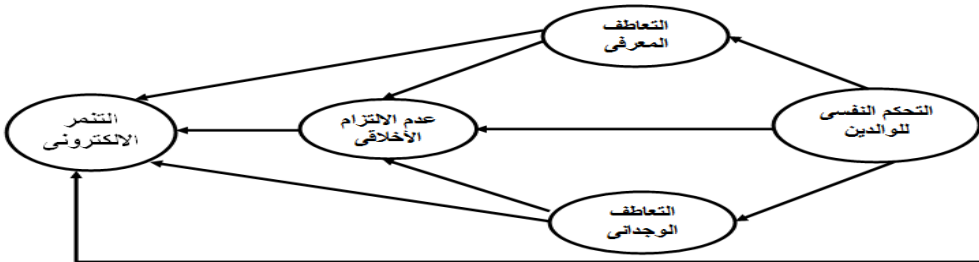 التعاطف
المعرفى
التحكم النفسى
للوالدين
عدم الالتزام
الأخلاقى
التنمر
الالكترونى
التعاطف
الوجدانى